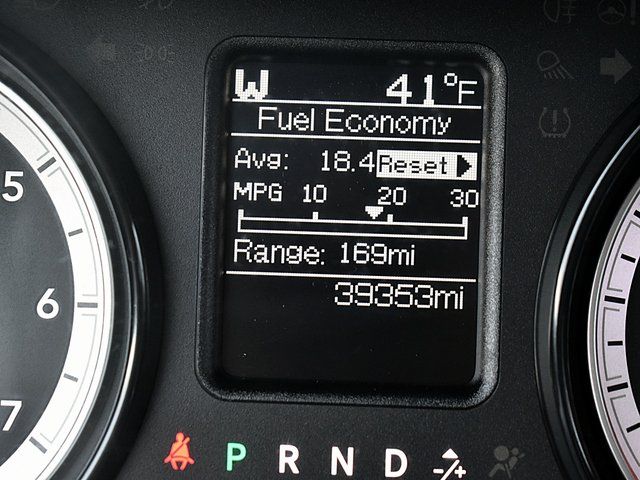 W 41°F
Fuel Economy
Avg: 18.4 Reset
MPG 10 20 30
Range: 169mi
39353mi
5
6
7
P R N D -/+